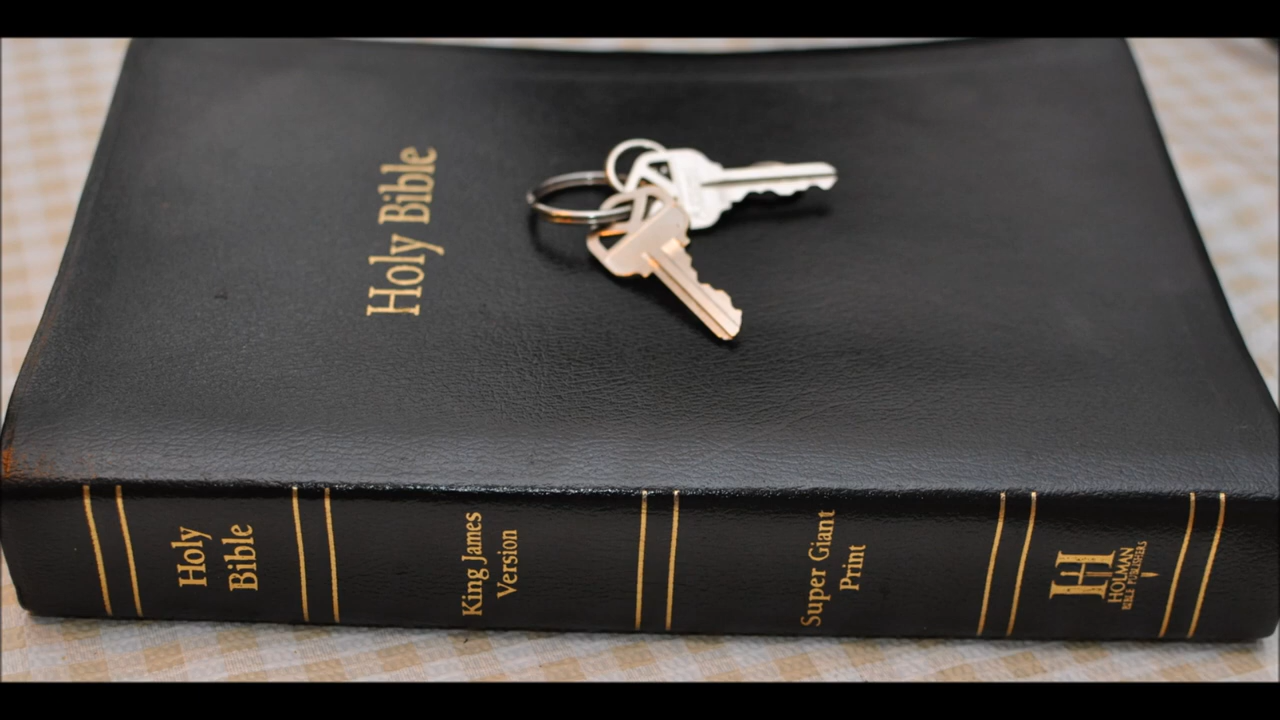 Holy Bible
Holy
Bible
King James
Version
Super Giant
Print
HOLMAN
BIBLE PUBLISHERS